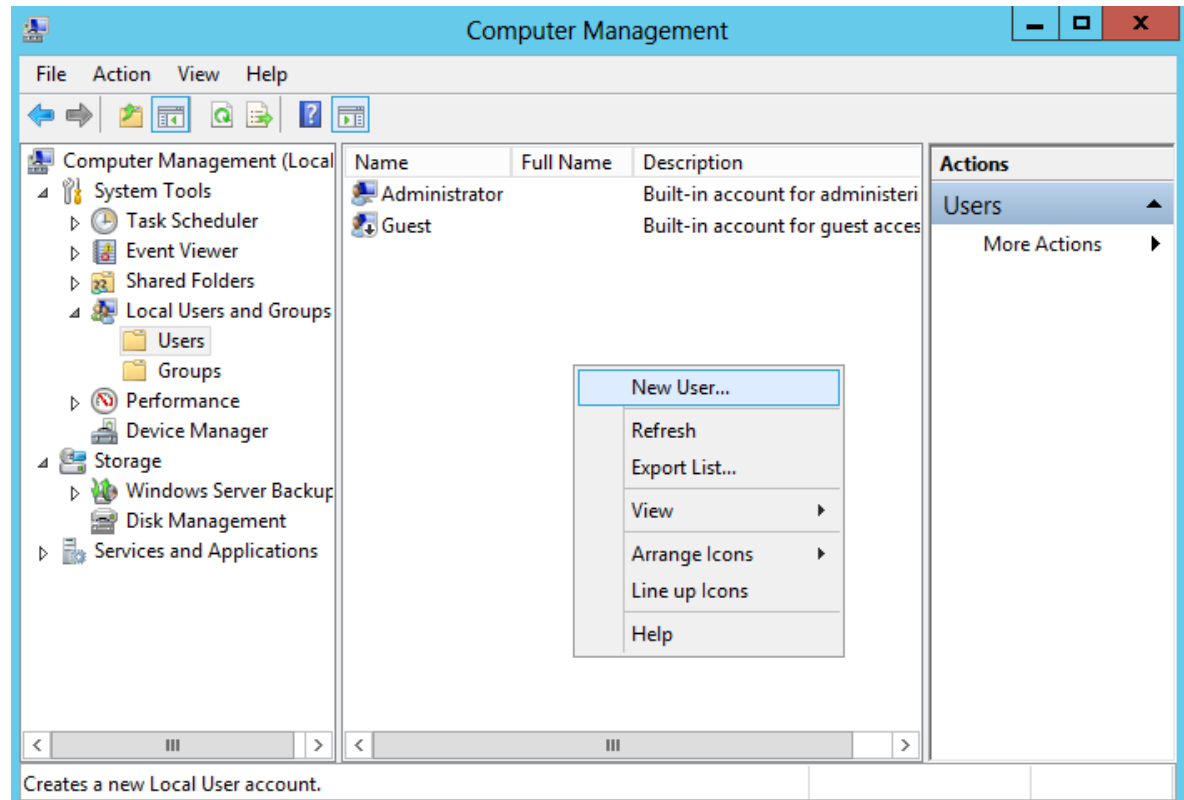 Computer Management
File Action View Help
Computer Management (Local
System Tools
Task Scheduler
Event Viewer
Shared Folders
Local Users and Groups
Users
Groups
Performance
Device Manager
Storage
Windows Server Backup
Disk Management
Services and Applications
Name Full Name Description
Administrator Built-in account for administeri
Guest Built-in account for guest acces
New User...
Refresh
Export List...
View
Arrange Icons
Line up Icons
Help
Actions
Users
More Actions
Creates a new Local User account.